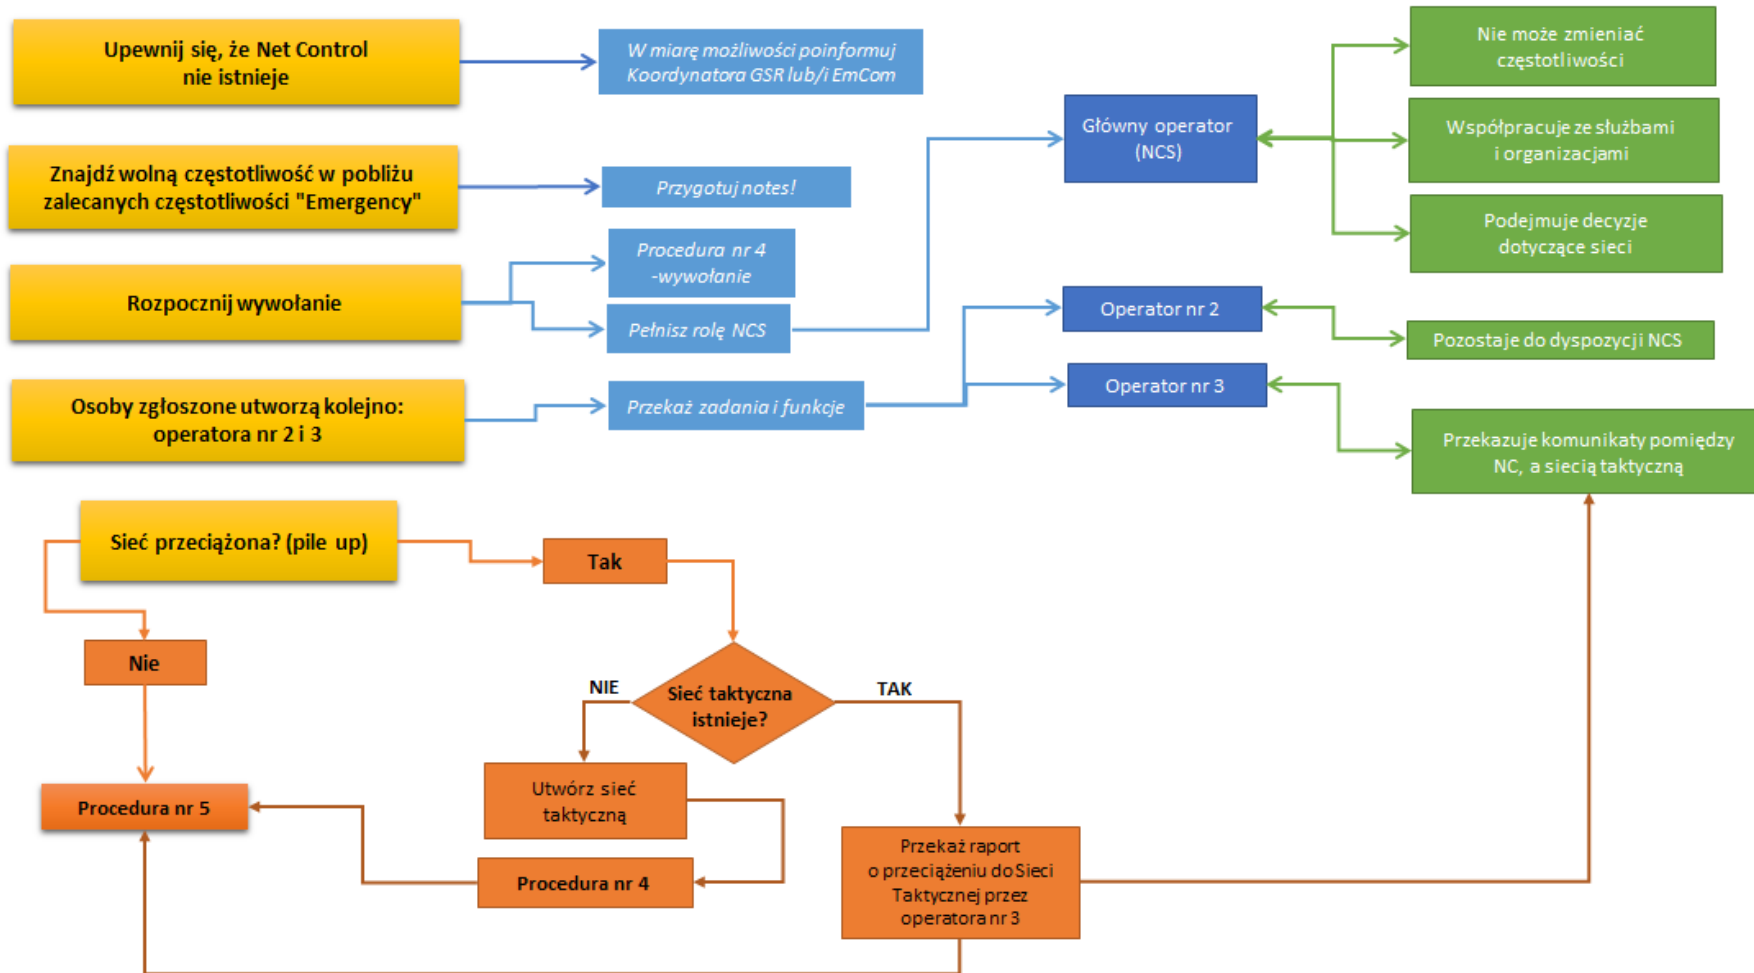 Upewnij się, że Net Control
nie istnieje
W miarę możliwości poinformuj
Koordynatora GSR lub/i EmCom
Nie może zmieniać
częstotliwości
Główny operator
(NCS)
Współpracuje ze służbami
i organizacjami
Podejmuje decyzje
dotyczące sieci
Znajdź wolną częstotliwość w pobliżu
zalecanych częstotliwości "Emergency"
Przygotuj notes!
Rozpocznij wywołanie
Procedura nr 4
-wywołanie
Pełnisz rolę NCS
Operator nr 2
Pozostaje do dyspozycji NCS
Osoby zgłoszone utworzą kolejno:
operatora nr 2 i 3
Przekaż zadania i funkcje
Operator nr 3
Przekazuje komunikaty pomiędzy
NC, a siecią taktyczną
Sieć przeciążona? (pile up)
Tak
Nie
Sieć taktyczna
istnieje?
NIE
TAK
Utwórz sieć
taktyczną
Procedura nr 5
Procedura nr 4
Przekaż raport
o przeciążeniu do Sieci
Taktycznej przez
operatora nr 3